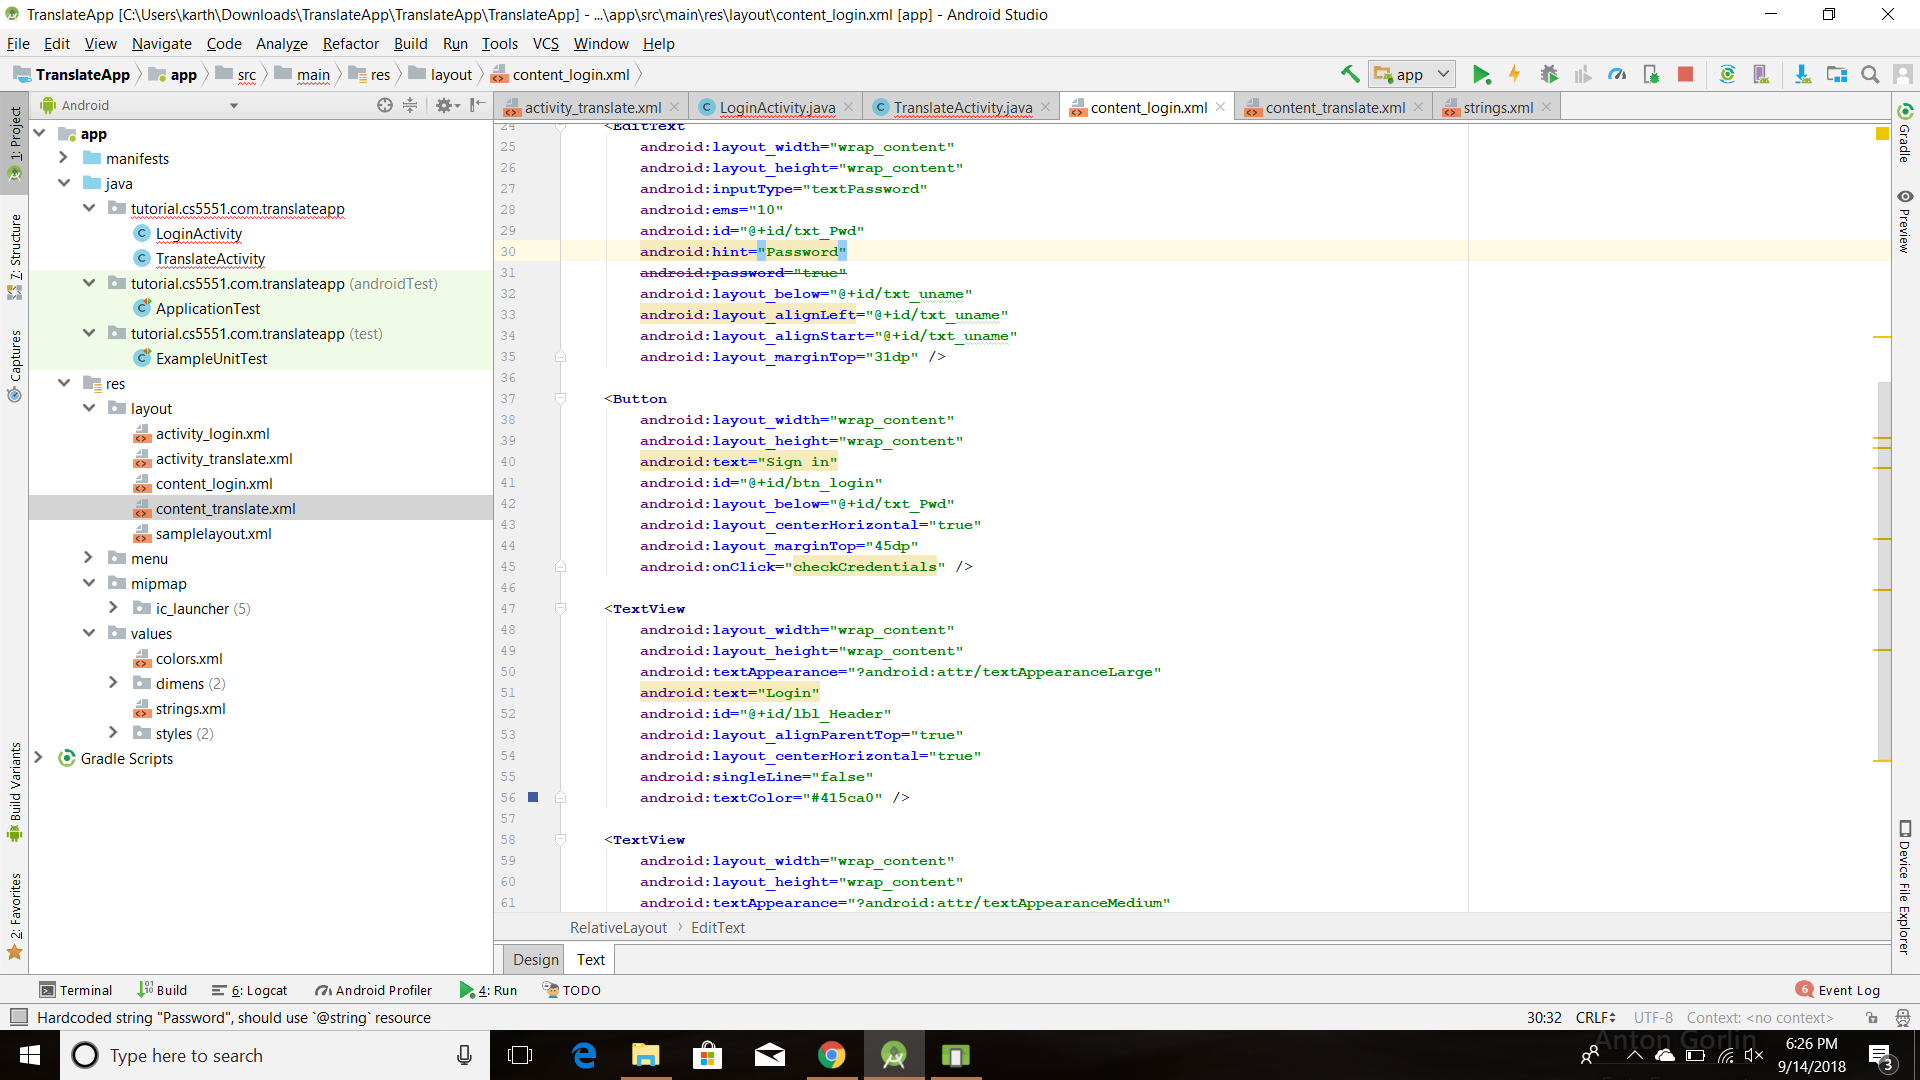 TranslateApp [C:\Users\karth\Downloads\TranslateApp\TranslateApp\TranslateApp] - ...\app\src\main\res\layout\content_login.xml [app] - Android Studio
File Edit View Navigate Code Analyze Refactor Build Run Tools VCS Window Help
TranslateApp app src main res layout content_login.xml
app
Android
activity_translate.xml LoginActivity.java TranslateActivity.java content_login.xml content_translate.xml strings.xml
1: Project
7: Structure
Captures
Build Variants
2: Favorites
app
manifests
java
tutorial.cs5551.com.translateapp
LoginActivity
TranslateActivity
tutorial.cs5551.com.translateapp (androidTest)
ApplicationTest
tutorial.cs5551.com.translateapp (test)
ExampleUnitTest
res
layout
activity_login.xml
activity_translate.xml
content_login.xml
content_translate.xml
samplelayout.xml
menu
mipmap
ic_launcher (5)
values
colors.xml
dimens (2)
strings.xml
styles (2)
Gradle Scripts
24 <EditText
25 android:layout_width="wrap_content"
26 android:layout_height="wrap_content"
27 android:inputType="textPassword"
28 android:ems="10"
29 android:id="@+id/txt_Pwd"
30 android:hint="Password"
31 android:password="true"
32 android:layout_below="@+id/txt_uname"
33 android:layout_alignLeft="@+id/txt_uname"
34 android:layout_alignStart="@+id/txt_uname"
35 android:layout_marginTop="31dp" />
36
37 <Button
38 android:layout_width="wrap_content"
39 android:layout_height="wrap_content"
40 android:text="Sign in"
41 android:id="@+id/btn_login"
42 android:layout_below="@+id/txt_Pwd"
43 android:layout_centerHorizontal="true"
44 android:layout_marginTop="45dp"
45 android:onClick="checkCredentials" />
46
47 <TextView
48 android:layout_width="wrap_content"
49 android:layout_height="wrap_content"
50 android:textAppearance="?android:attr/textAppearanceLarge"
51 android:text="Login"
52 android:id="@+id/lbl_Header"
53 android:layout_alignParentTop="true"
54 android:layout_centerHorizontal="true"
55 android:singleLine="false"
56 android:textColor="#415ca0" />
57
58 <TextView
59 android:layout_width="wrap_content"
60 android:layout_height="wrap_content"
61 android:textAppearance="?android:attr/textAppearanceMedium"
RelativeLayout › EditText
Design Text
Gradle
Preview
Device File Explorer
Terminal Build 6: Logcat Android Profiler 4: Run TODO 6 Event Log
Hardcoded string "Password", should use `@string` resource 30:32 CRLF UTF-8 Context: <no context>
Anton Gorlin
Type here to search
6:26 PM
9/14/2018
3